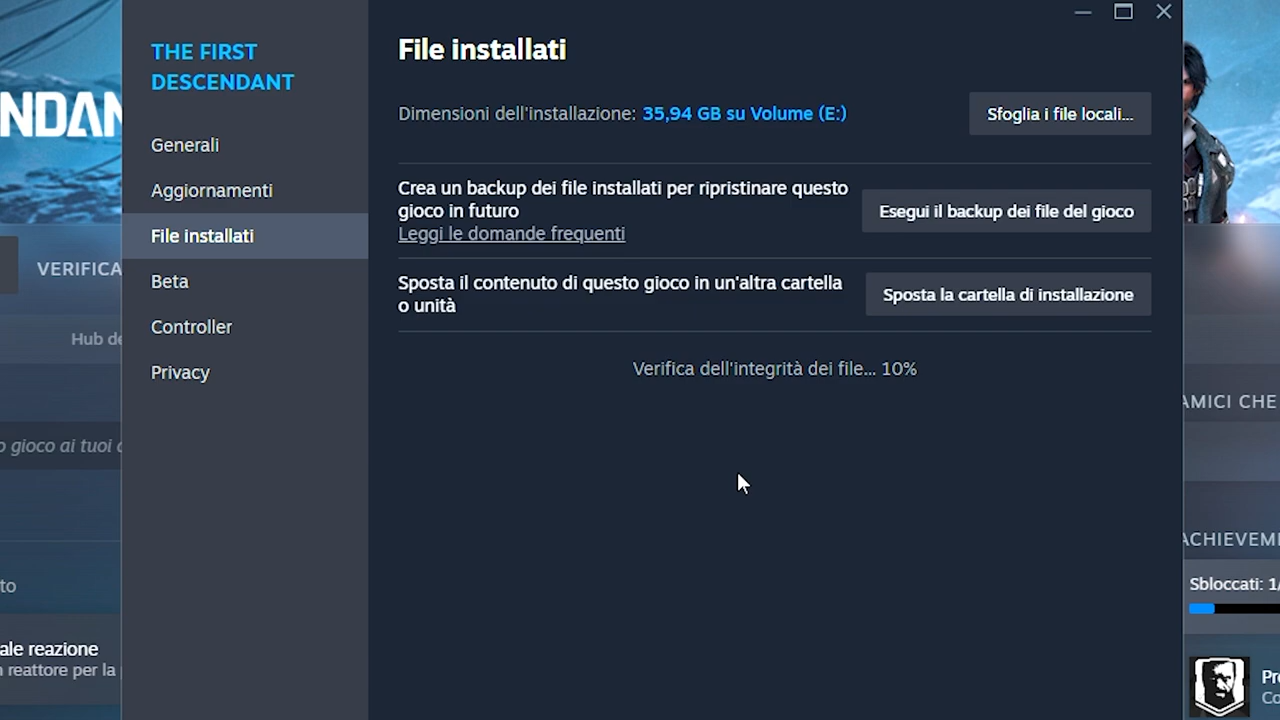 THE FIRST
DESCENDANT
Generali
Aggiornamenti
File installati
Beta
Controller
Privacy
File installati
Dimensioni dell'installazione: 35,94 GB su Volume (E:)
Sfoglia i file locali...
Crea un backup dei file installati per ripristinare questo
gioco in futuro
Leggi le domande frequenti
Esegui il backup dei file del gioco
Sposta il contenuto di questo gioco in un'altra cartella
o unità
Sposta la cartella di installazione
Verifica dell'integrità dei file... 10%
NDAN
VERIFICA
Hub de
o gioco ai tuoi
to
ale reazione
n reattore per la
AMICI CHE
ACHIEVEM
Sbloccati: 1/
Pr
Co